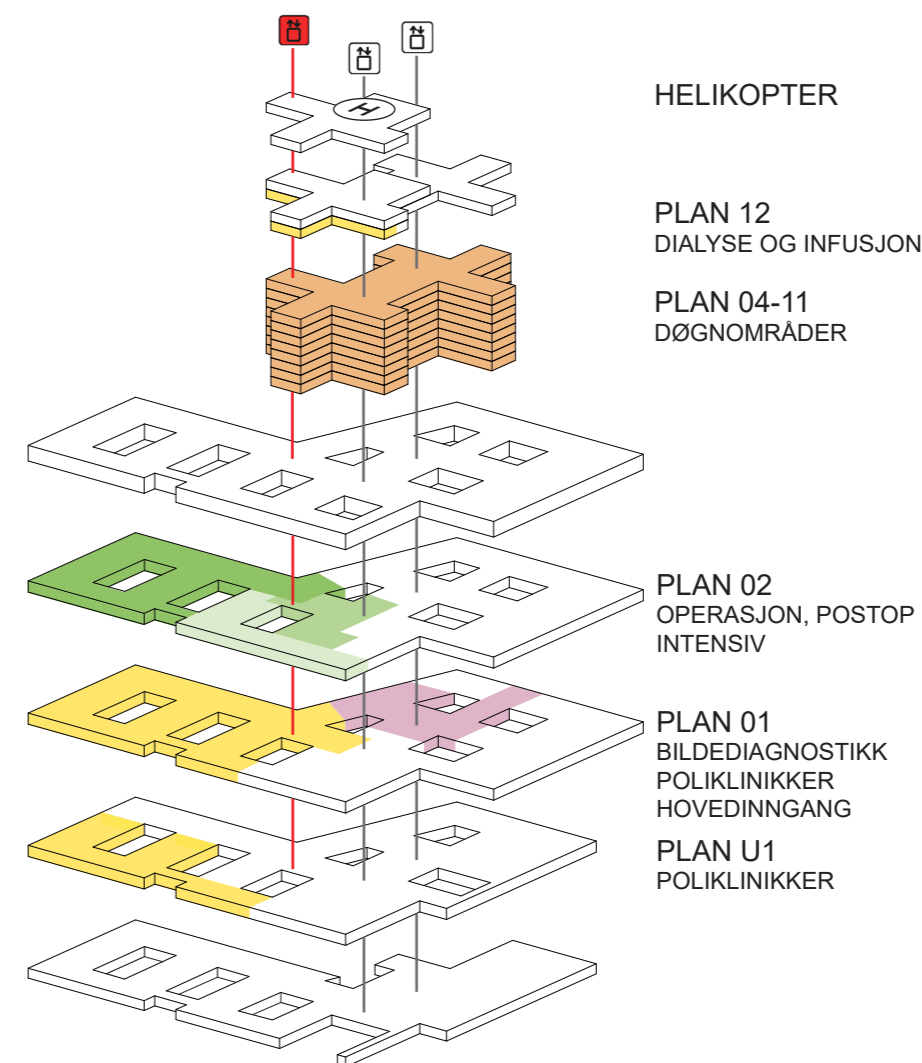 H
HELIKOPTER
PLAN 12
DIALYSE OG INFUSJON
PLAN 04-11
DØGNOMRÅDER
PLAN 02
OPERASJON, POSTOP
INTENSIV
PLAN 01
BILDEDIAGNOSTIKK
POLIKLINIKKER
HOVEDINNGANG
PLAN U1
POLIKLINIKKER